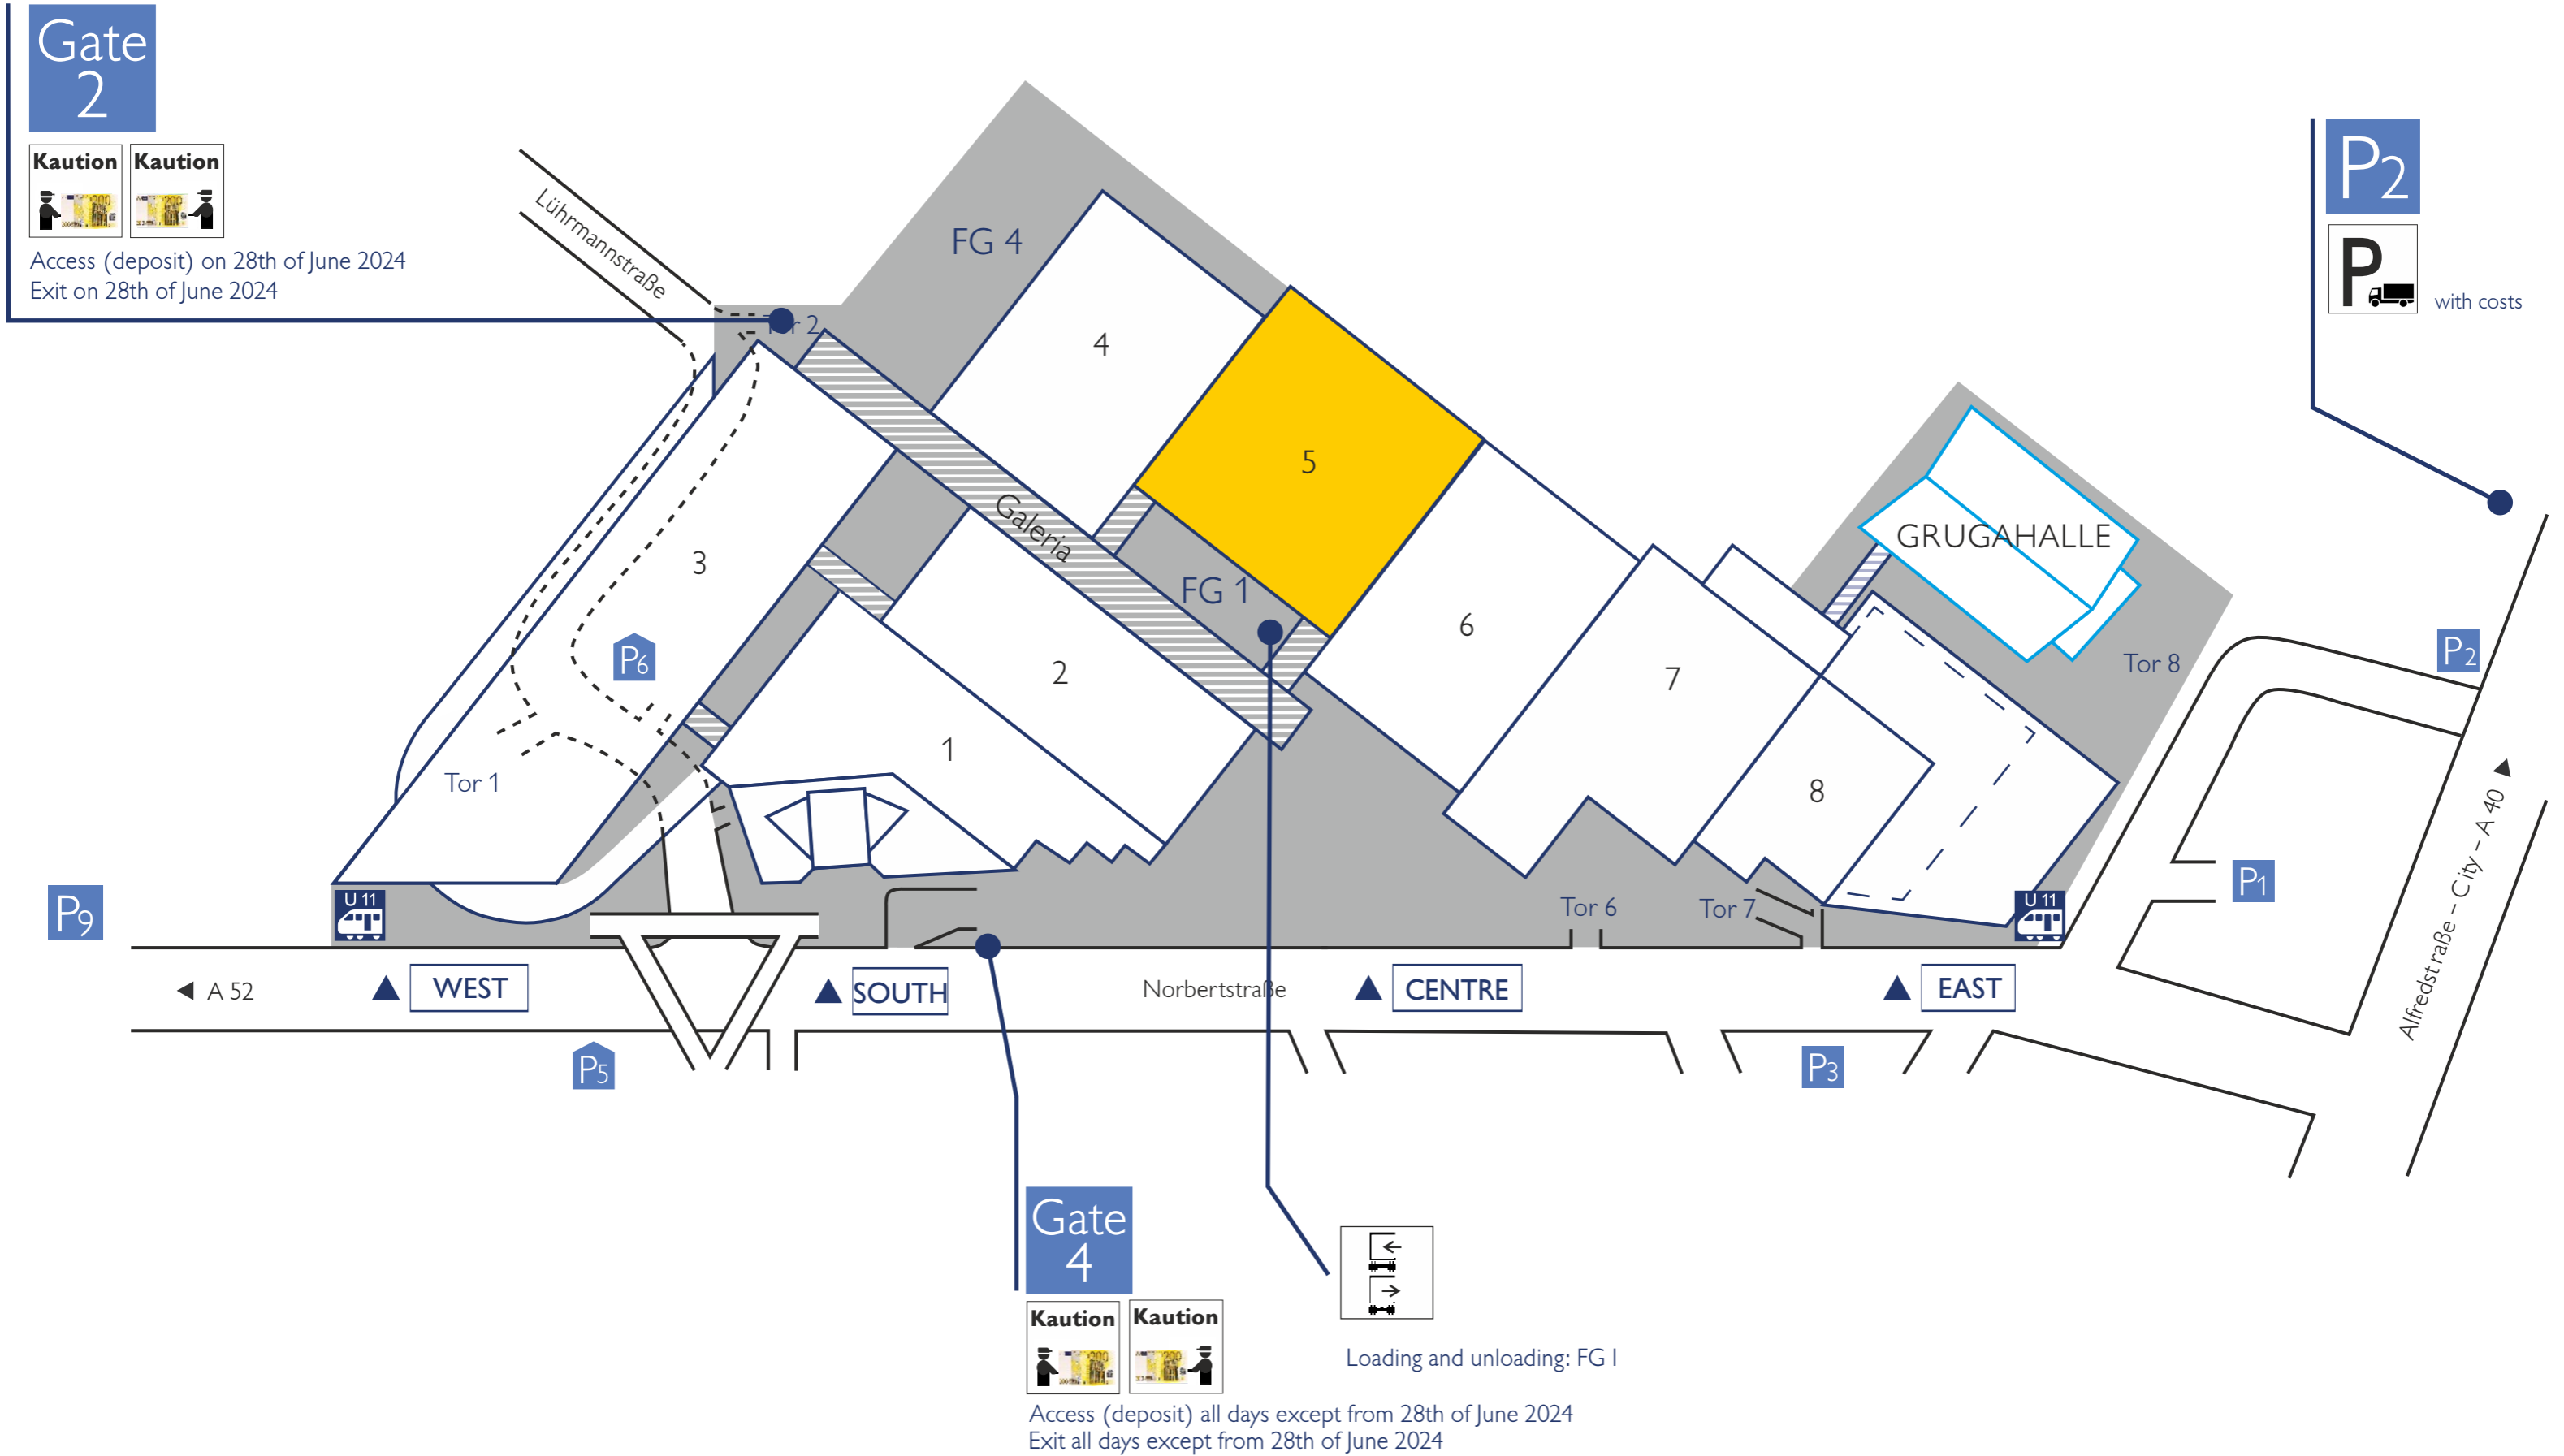 Gate
2
Kaution
Kaution
Access (deposit) on 28th of June 2024
Exit on 28th of June 2024
P2
P
with costs
Lührmannstraße
Tor 2
FG 4
4
5
3
Galeria
FG 1
2
6
7
GRUGAHALLE
Tor 8
P2
P6
1
Tor 1
8
P1
Alfredstraße – City – A 40
P9
U 11
Tor 6
Tor 7
U 11
A 52
WEST
SOUTH
Norbertstraße
CENTRE
EAST
P5
P3
Gate
4
Kaution
Kaution
Loading and unloading: FG I
Access (deposit) all days except from 28th of June 2024
Exit all days except from 28th of June 2024